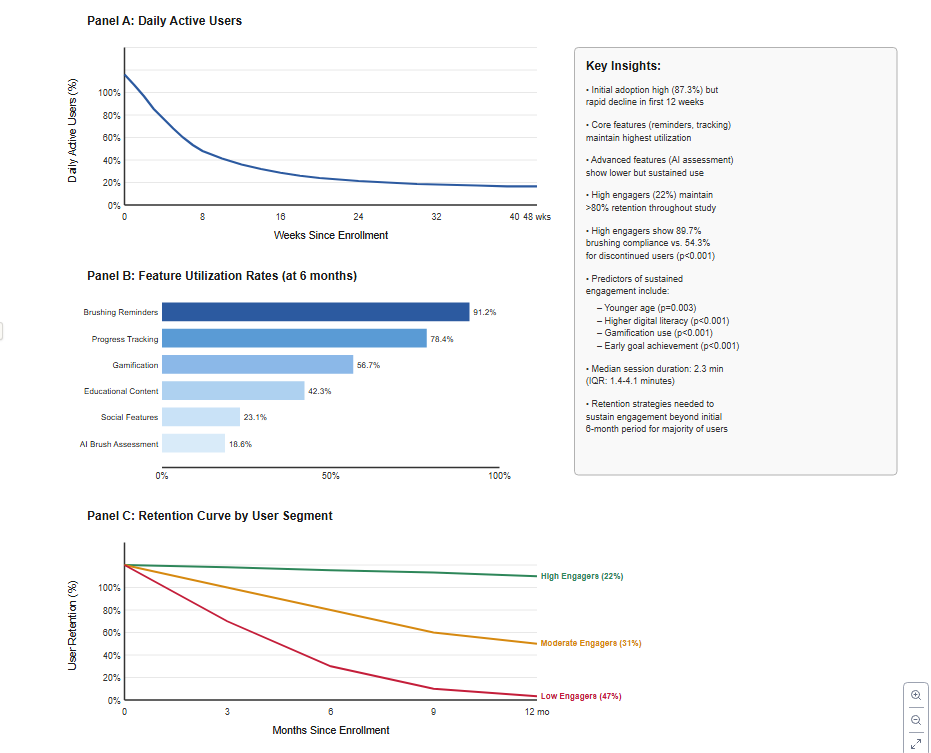 Panel A: Daily Active Users
Daily Active Users (%)
100%
80%
60%
40%
20%
0%
0
8
16
24
32
40 48 wks
Weeks Since Enrollment
Key Insights:
• Initial adoption high (87.3%) but
rapid decline in first 12 weeks
• Core features (reminders, tracking)
maintain highest utilization
• Advanced features (AI assessment)
show lower but sustained use
• High engagers (22%) maintain
>80% retention throughout study
• High engagers show 89.7%
brushing compliance vs. 54.3%
for discontinued users (p<0.001)
• Predictors of sustained
engagement include:
– Younger age (p=0.003)
– Higher digital literacy (p<0.001)
– Gamification use (p<0.001)
– Early goal achievement (p<0.001)
• Median session duration: 2.3 min
(IQR: 1.4-4.1 minutes)
• Retention strategies needed to
sustain engagement beyond initial
6-month period for majority of users
Panel B: Feature Utilization Rates (at 6 months)
Brushing Reminders 91.2%
Progress Tracking 78.4%
Gamification 56.7%
Educational Content 42.3%
Social Features 23.1%
AI Brush Assessment 18.6%
0% 50% 100%
Panel C: Retention Curve by User Segment
User Retention (%)
100%
80%
60%
40%
20%
0%
High Engagers (22%)
Moderate Engagers (31%)
Low Engagers (47%)
0
3
6
9
12 mo
Months Since Enrollment